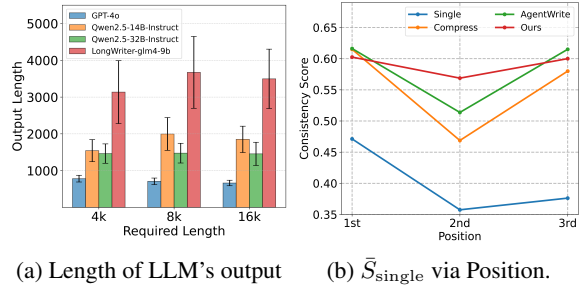 GPT-4o
Qwen2.5-14B-Instruct
Qwen2.5-32B-Instruct
LongWriter-glm4-9b
5000
4000
3000
2000
1000
Output Length
4k
8k
16k
Required Length
(a) Length of LLM's output
Single
Compress
AgentWrite
Ours
0.65
0.60
0.55
0.50
0.45
0.40
0.35
Consistency Score
1st
2nd
3rd
Position
(b) S̄single via Position.